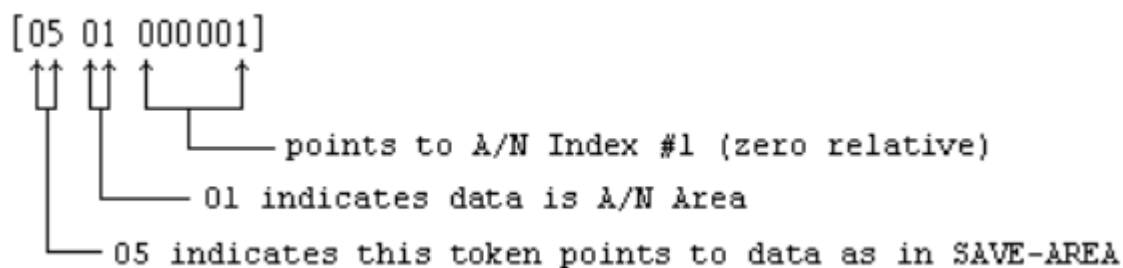 [05 01 000001]
points to A/N Index #1 (zero relative)
01 indicates data is A/N Area
05 indicates this token points to data as in SAVE-AREA